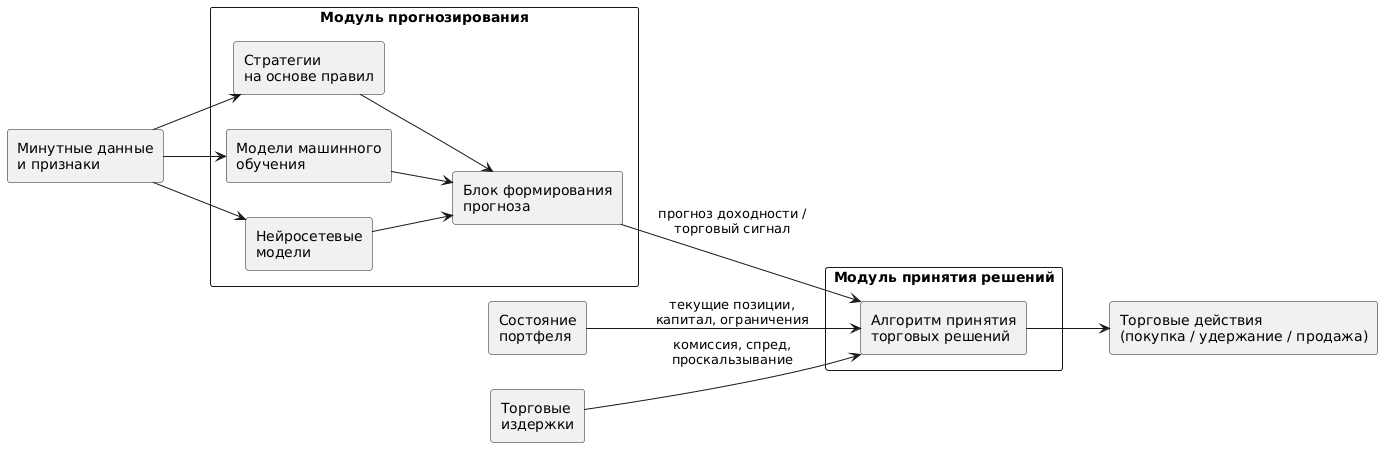 Модуль прогнозирования
Стратегии
на основе правил
Минутные данные
и признаки
Модели машинного
обучения
Блок формирования
прогноза
Нейросетевые
модели
прогноз доходности /
торговый сигнал
Модуль принятия решений
Состояние
портфеля
текущие позиции,
капитал, ограничения
Алгоритм принятия
торговых решений
Торговые действия
(покупка / удержание / продажа)
комиссия, спред,
проскальзывание
Торговые
издержки